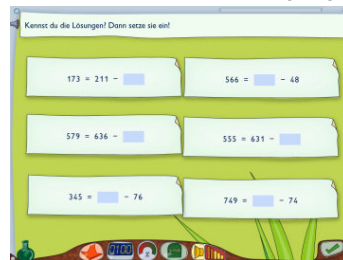 Kennst du die Lösungen? Dann setze sie ein!
173 = 211 - 
566 = - 48
579 = 636 - 
555 = 631 - 
345 = - 76
749 = - 74